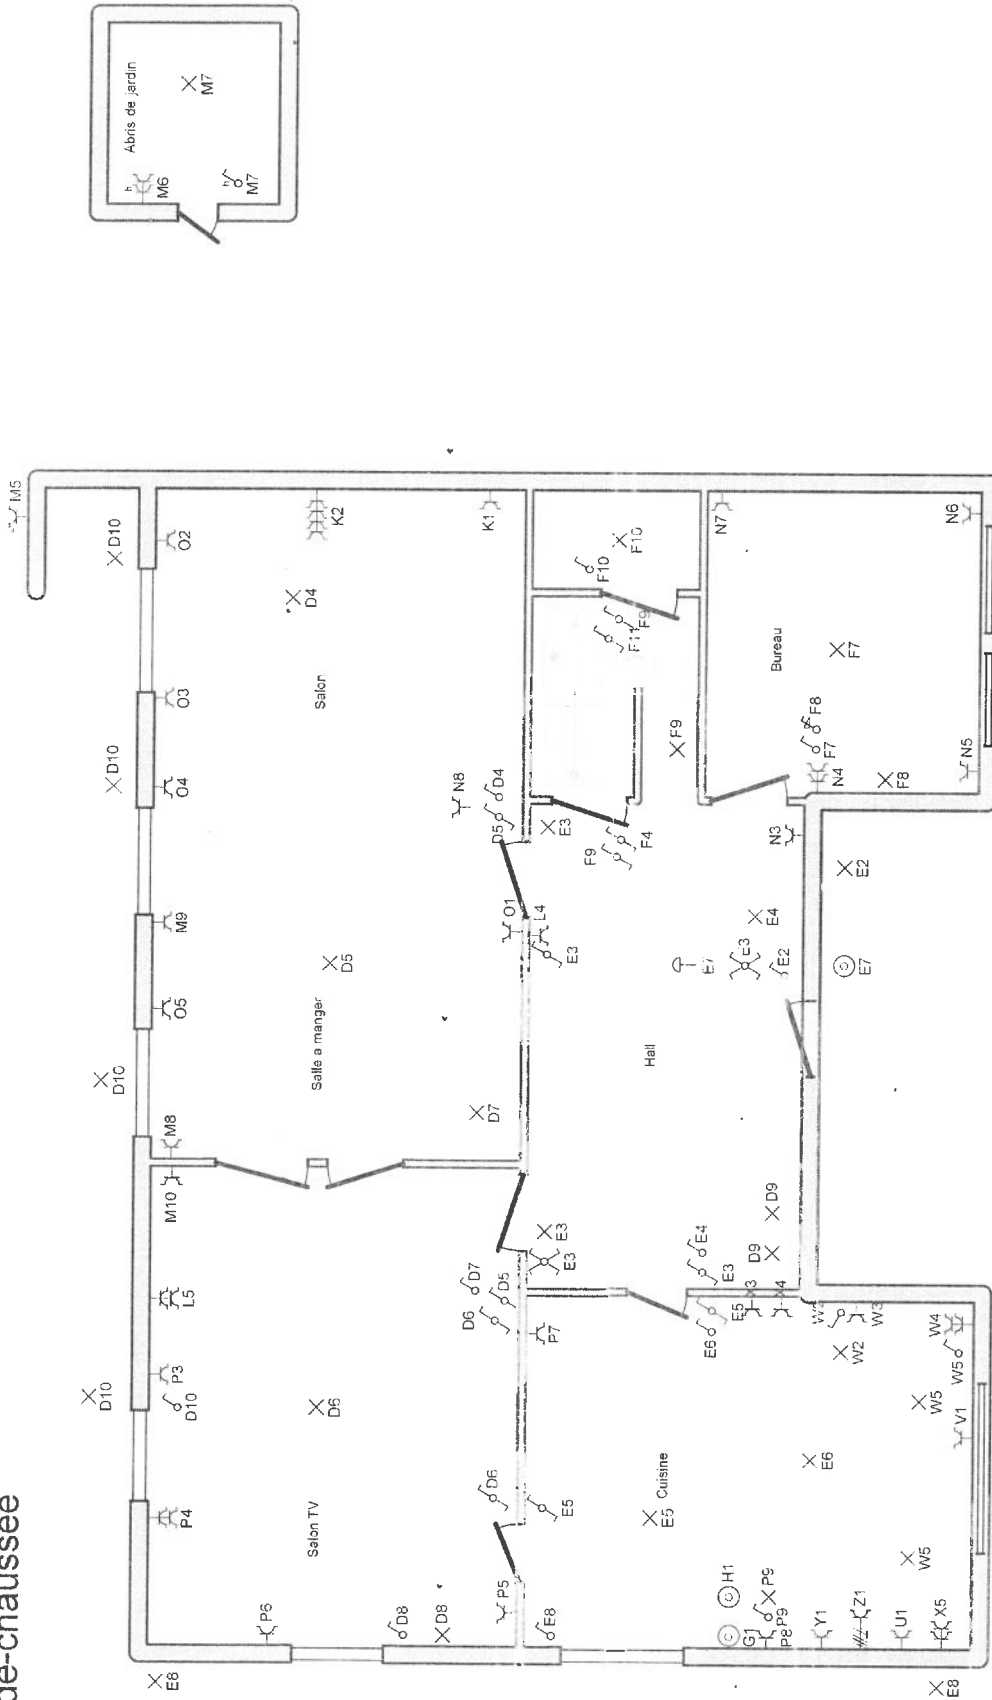 de-chaussee
Abris de jardin
M7
M6
M7
M5
D10
O2
K2
K1
N7
N6
F10
F10
D4
Salon
F9
F11
Bureau
F7
D10
O3
O4
N8
D4
D5
E3
F9
F4
F9
F7
F8
N4
F8
N5
N3
E2
M9
O5
D5
Salle a manger
O1
L4
E3
E7
E4
E3
E2
E7
Hall
D10
D7
M8
M10
E3
E3
D9
D9
E4
E3
L5
D7
D5
D6
P7
E5
E6
W3
W2
W4
W5
P3
D10
D10
D6
W5
V1
P4
Salon TV
D6
E5
Cuisine
E5
E6
W5
P6
D8
D8
P5
E8
H1
G1
P9
P9
P8
Y1
Z1
U1
X5
E8
E8